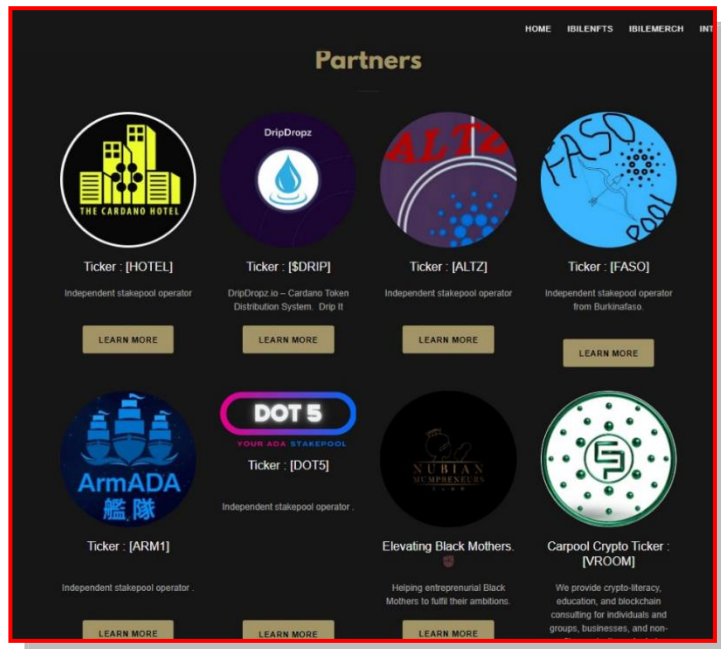 HOME IBILENFTS IBILEMERCH INT
Partners
THE CARDANO HOTEL
Ticker : [HOTEL]
Independent stakepool operator
LEARN MORE
DripDropz
Ticker : [$DRIP]
DripDropz.io – Cardano Token
Distribution System. Drip It
LEARN MORE
ALTZ
Ticker : [ALTZ]
Independent stakepool operator
LEARN MORE
FASO
POOl
Ticker : [FASO]
Independent stakepool operator
from Burkinafaso.
LEARN MORE
ArmADA
艦隊
Ticker : [ARM1]
Independent stakepool operator .
LEARN MORE
DOT 5
YOUR ADA STAKEPOOL
Ticker : [DOT5]
Independent stakepool operator .
LEARN MORE
NUBIAN
MUMPRENEURS
Elevating Black Mothers.
Helping entreprenurial Black
Mothers to fulfil their ambitions.
LEARN MORE
Carpool Crypto Ticker :
[VROOM]
We provide crypto-literacy,
education, and blockchain
consulting for individuals and
groups, businesses, and non-